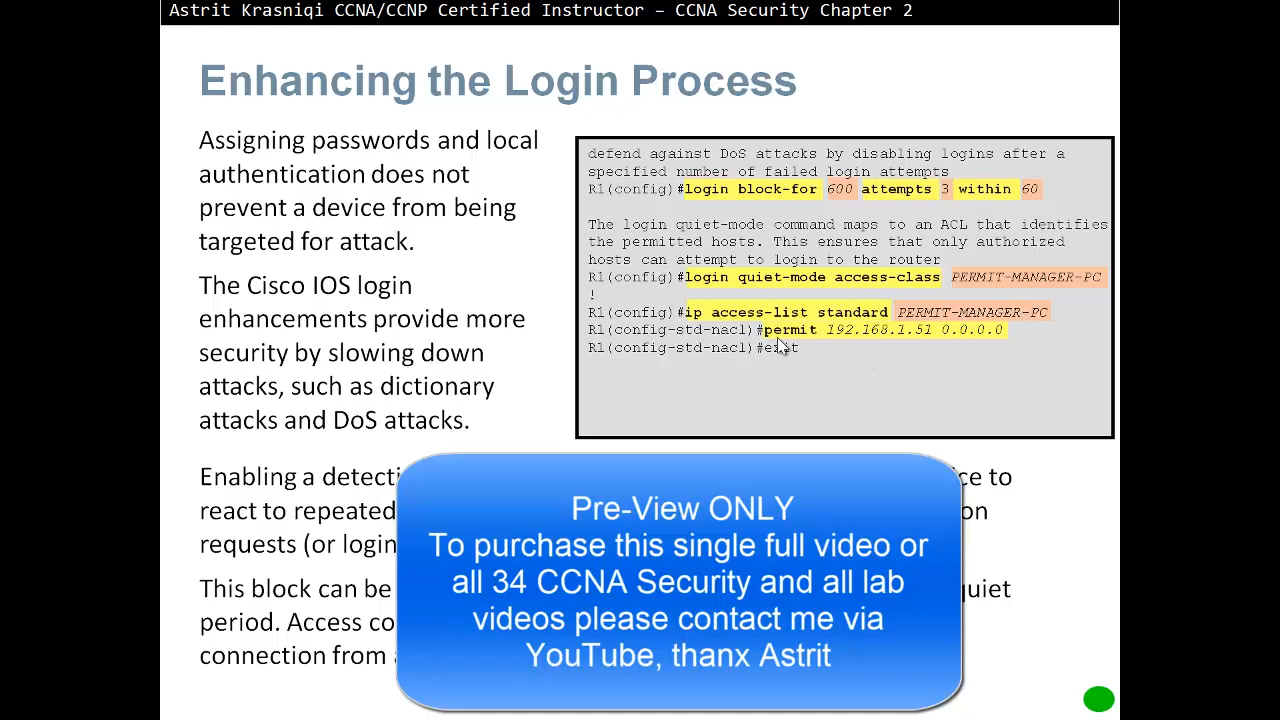 Astrit Krasniqi CCNA/CCNP Certified Instructor – CCNA Security Chapter 2
Enhancing the Login Process
Assigning passwords and local
authentication does not
prevent a device from being
targeted for attack.
The Cisco IOS login
enhancements provide more
security by slowing down
attacks, such as dictionary
attacks and DoS attacks.
defend against DoS attacks by disabling logins after a
specified number of failed login attempts
R1(config)#login block-for 600 attempts 3 within 60
The login quiet-mode command maps to an ACL that identifies
the permitted hosts. This ensures that only authorized
hosts can attempt to login to the router
R1(config)#login quiet-mode access-class PERMIT-MANAGER-PC
!
R1(config)#ip access-list standard PERMIT-MANAGER-PC
R1(config-std-nacl)#permit 192.168.1.51 0.0.0.0
R1(config-std-nacl)#exit
Enabling a to
react to repeated
requests (or login
This block can be quiet
period. Access
connection from
Pre-View ONLY
To purchase this single full video or
all 34 CCNA Security and all lab
videos please contact me via
YouTube, thanx Astrit